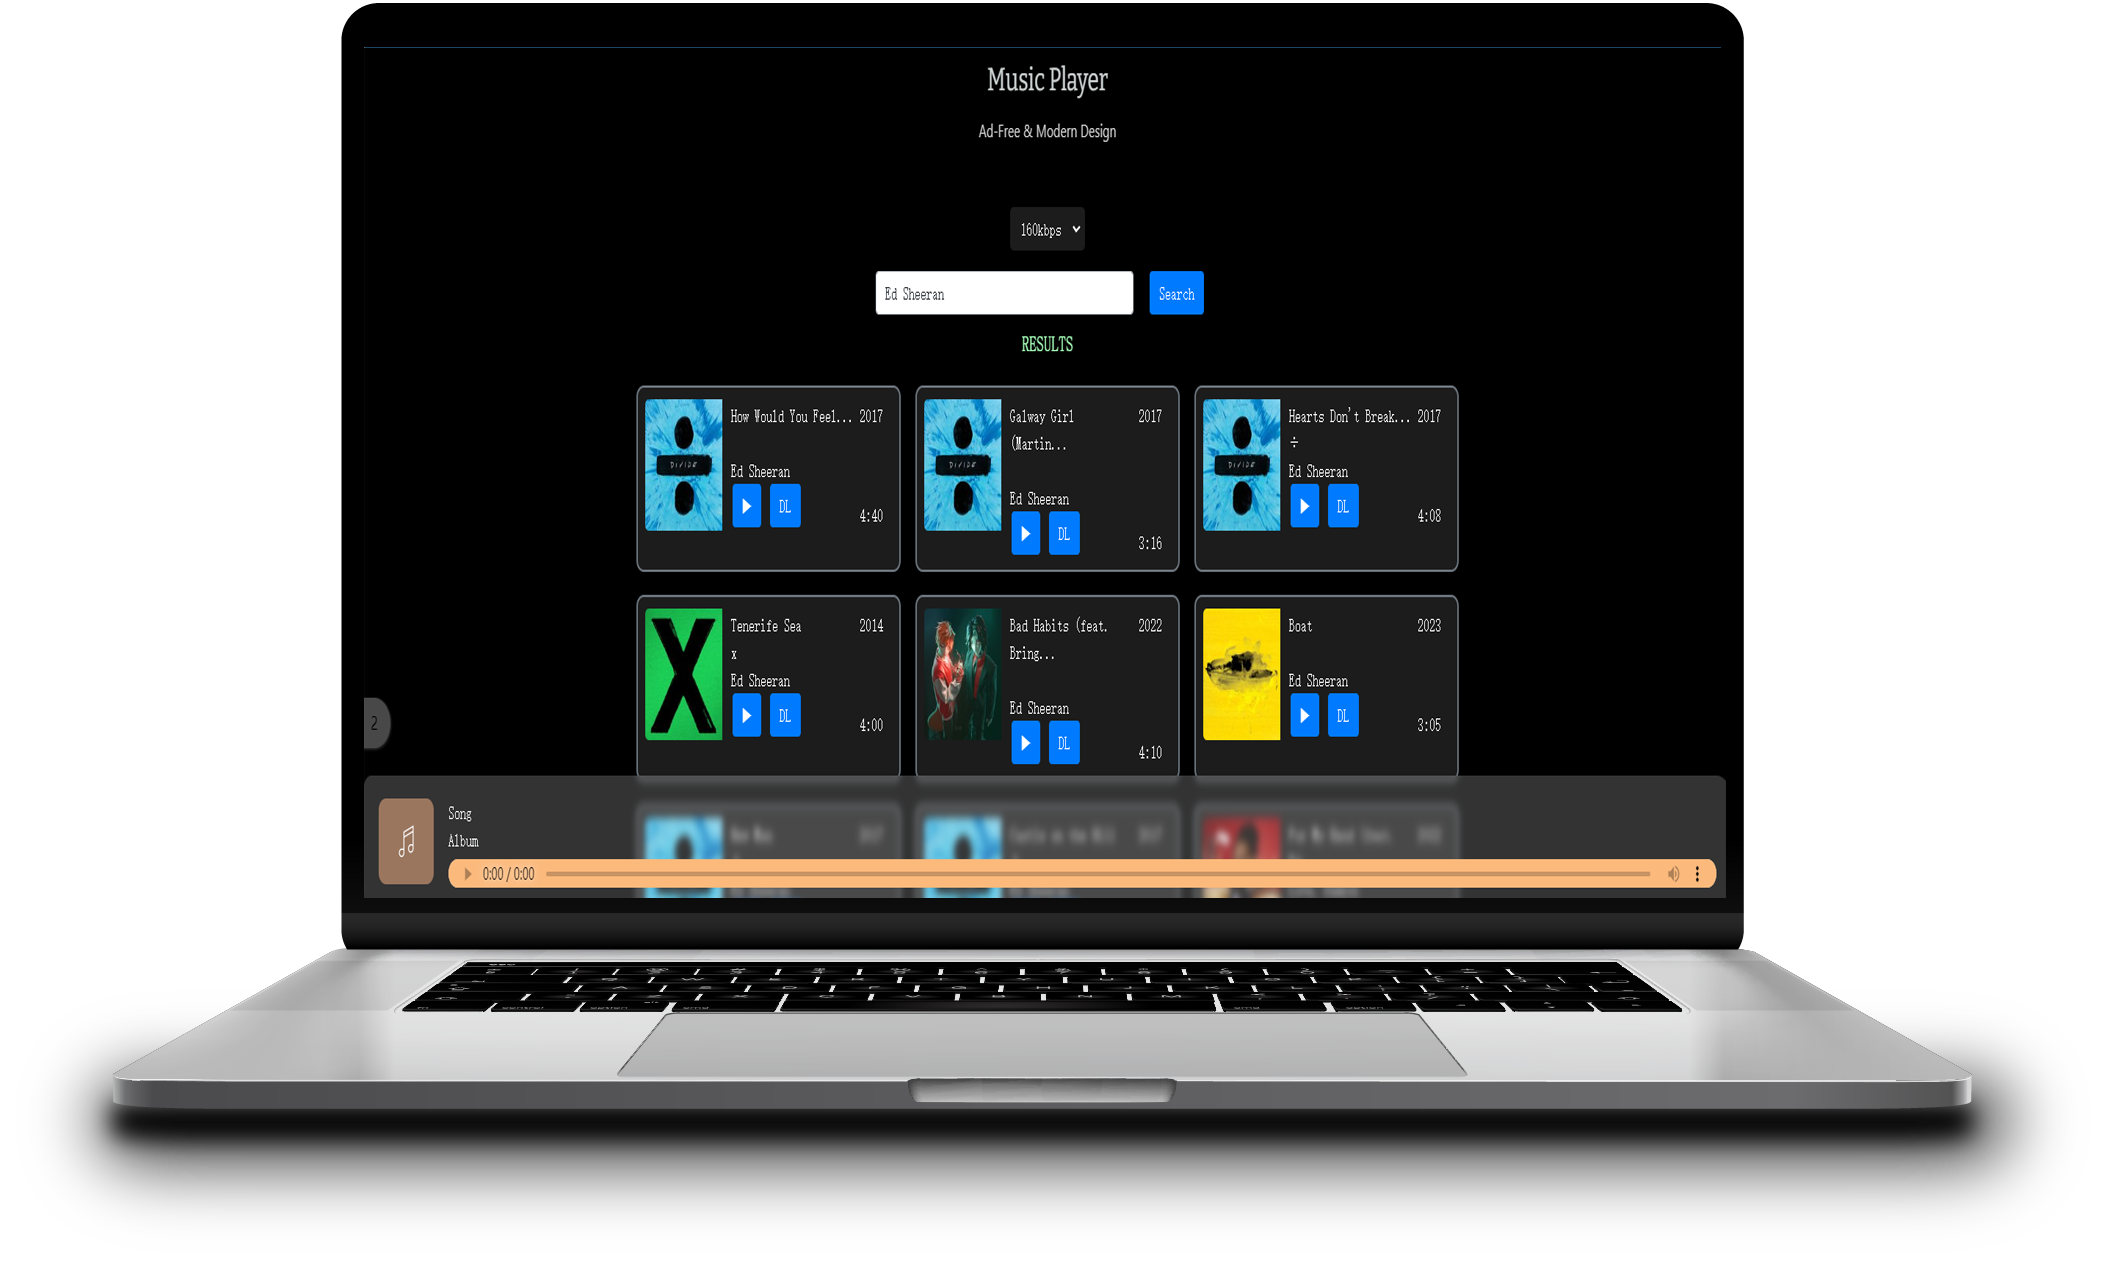 Music Player
Ad-Free & Modern Design
160kbps
Ed Sheeran
Search
RESULTS
How Would You Feel... 2017
Ed Sheeran
DL
4:40
DIVIDE
Galway Girl 2017
(Martin...
Ed Sheeran
DL
3:16
DIVIDE
Hearts Don't Break... 2017
÷
Ed Sheeran
DL
4:08
DIVIDE
Tenerife Sea 2014
x
Ed Sheeran
DL
4:00
Bad Habits (feat. 2022
Bring...
Ed Sheeran
DL
4:10
Boat 2023
Ed Sheeran
DL
3:05
2
Song
Album
0:00 / 0:00